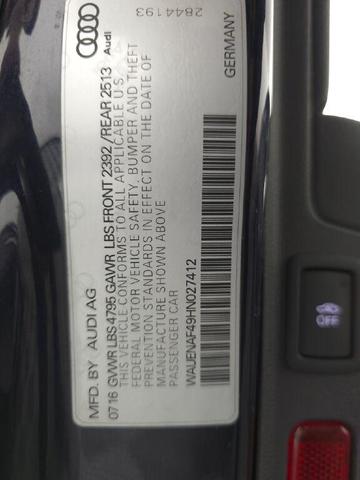 MFD. BY AUDI AG
07 16 GVWR LBS 4795 GAWR LBS FRONT 2392 /REAR 2513
THIS VEHICLE CONFORMS TO ALL APPLICABLE U.S.
FEDERAL MOTOR VEHICLE SAFETY, BUMPER AND THEFT
PREVENTION STANDARDS IN EFFECT ON THE DATE OF
MANUFACTURE SHOWN ABOVE
PASSENGER CAR
WAUENAF49HN027412
GERMANY
Audi
2844193
OFF